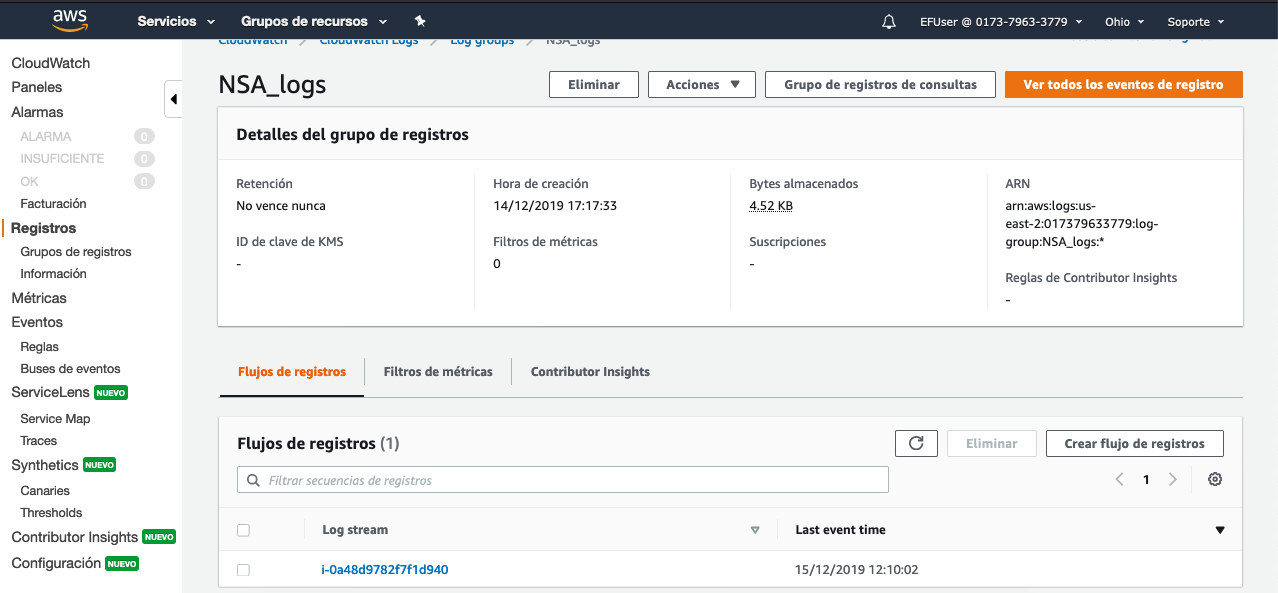 aws
Servicios
Grupos de recursos
EFUser @ 0173-7963-3779
Ohio
Soporte
CloudWatch
CloudWatch Logs
Log groups
NSA_logs
CloudWatch
Paneles
Alarmas
ALARMA 0
INSUFICIENTE 0
OK 0
Facturación
Registros
Grupos de registros
Información
Métricas
Eventos
Reglas
Buses de eventos
ServiceLens NUEVO
Service Map
Traces
Synthetics NUEVO
Canaries
Thresholds
Contributor Insights NUEVO
Configuración NUEVO
NSA_logs
Eliminar
Acciones
Grupo de registros de consultas
Ver todos los eventos de registro
Detalles del grupo de registros
Retención
No vence nunca
ID de clave de KMS
-
Hora de creación
14/12/2019 17:17:33
Filtros de métricas
0
Bytes almacenados
4.52 KB
Suscripciones
-
ARN
arn:aws:logs:us-
east-2:017379633779:log-
group:NSA_logs:*
Reglas de Contributor Insights
-
Flujos de registros
Filtros de métricas
Contributor Insights
Flujos de registros (1)
Eliminar
Crear flujo de registros
Filtrar secuencias de registros
1
Log stream
Last event time
i-0a48d9782f7f1d940
15/12/2019 12:10:02